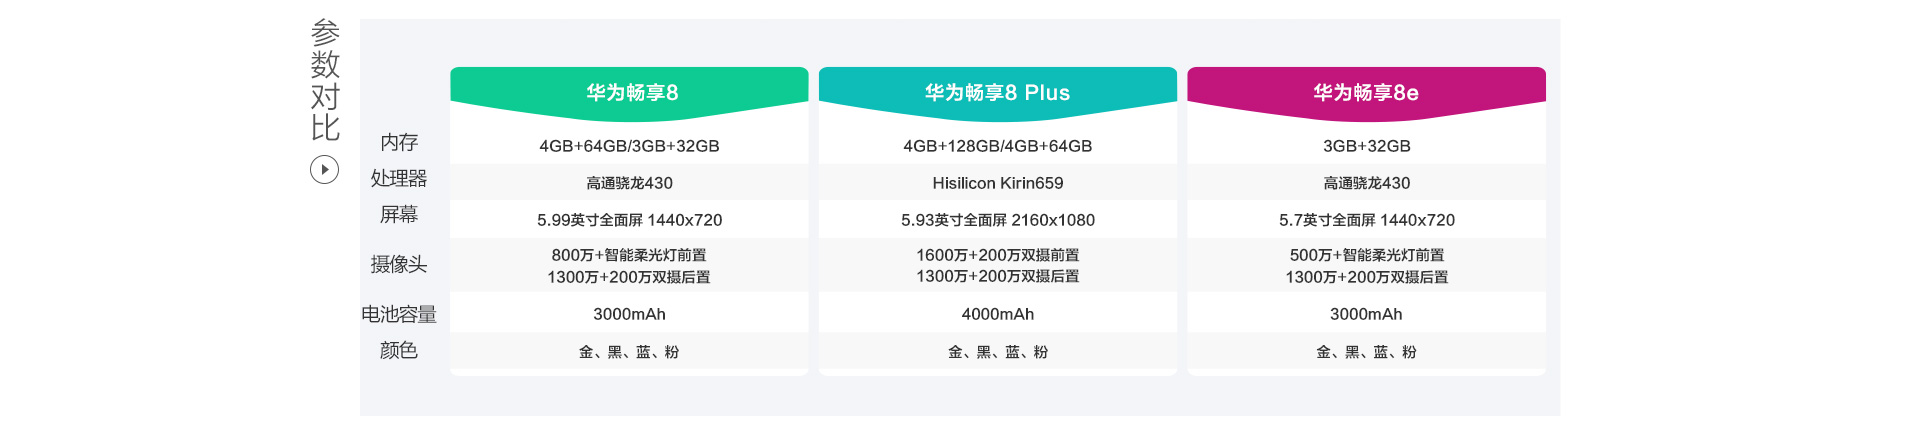 参数对比
华为畅享8
华为畅享8 Plus
华为畅享8e
内存
4GB+64GB/3GB+32GB
4GB+128GB/4GB+64GB
3GB+32GB
处理器
高通骁龙430
Hisilicon Kirin659
高通骁龙430
屏幕
5.99英寸全面屏 1440x720
5.93英寸全面屏 2160x1080
5.7英寸全面屏 1440x720
摄像头
800万+智能柔光灯前置
1300万+200万双摄后置
1600万+200万双摄前置
1300万+200万双摄后置
500万+智能柔光灯前置
1300万+200万双摄后置
电池容量
3000mAh
4000mAh
3000mAh
颜色
金、黑、蓝、粉
金、黑、蓝、粉
金、黑、蓝、粉